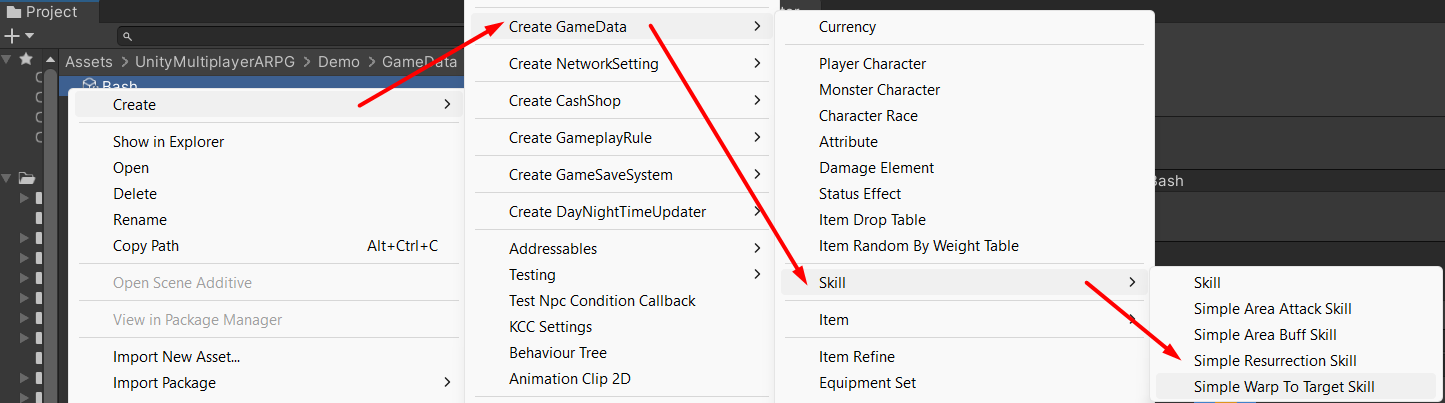 Project
Assets > UnityMultiplayerARPG > Demo > GameData
Bash
Create
Show in Explorer
Open
Delete
Rename
Copy Path Alt+Ctrl+C
Open Scene Additive
View in Package Manager
Import New Asset...
Import Package
Create GameData
Create NetworkSetting
Create CashShop
Create GameplayRule
Create GameSaveSystem
Create DayNightTimeUpdater
Addressables
Testing
Test Npc Condition Callback
KCC Settings
Behaviour Tree
Animation Clip 2D
Currency
Player Character
Monster Character
Character Race
Attribute
Damage Element
Status Effect
Item Drop Table
Item Random By Weight Table
Skill
Item
Item Refine
Equipment Set
Bash
Skill
Simple Area Attack Skill
Simple Area Buff Skill
Simple Resurrection Skill
Simple Warp To Target Skill